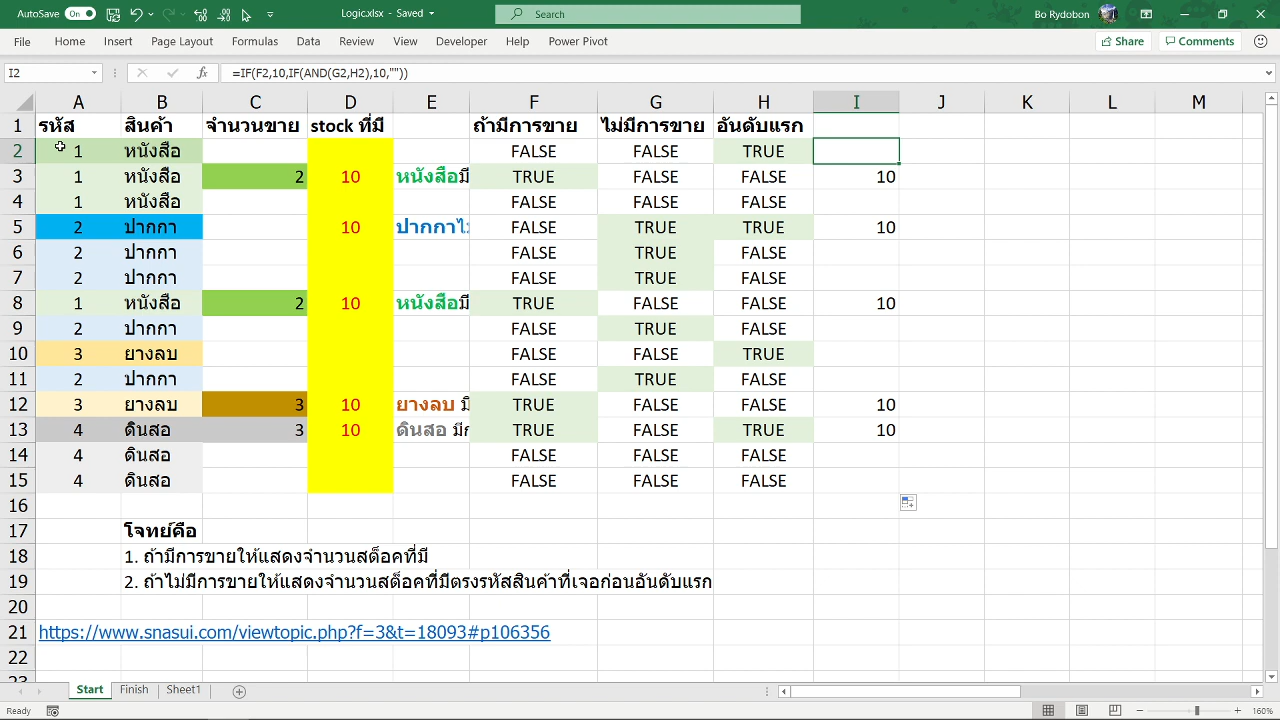 AutoSave On Logic.xlsx - Saved Search Bo Rydobon
File Home Insert Page Layout Formulas Data Review View Developer Help Power Pivot Share Comments
I2 fx =IF(F2,10,IF(AND(G2,H2),10,""))
A B C D E F G H I J K L M
1 รหัส สินค้า จำนวนขาย stock ที่มี ถ้ามีการขาย ไม่มีการขาย อันดับแรก
2 1 หนังสือ FALSE FALSE TRUE
3 1 หนังสือ 2 10 หนังสือมี TRUE FALSE FALSE 10
4 1 หนังสือ FALSE FALSE FALSE
5 2 ปากกา 10 ปากกาไ FALSE TRUE TRUE 10
6 2 ปากกา FALSE TRUE FALSE
7 2 ปากกา FALSE TRUE FALSE
8 1 หนังสือ 2 10 หนังสือมี TRUE FALSE FALSE 10
9 2 ปากกา FALSE TRUE FALSE
10 3 ยางลบ FALSE FALSE TRUE
11 2 ปากกา FALSE TRUE FALSE
12 3 ยางลบ 3 10 ยางลบ มี TRUE FALSE FALSE 10
13 4 ดินสอ 3 10 ดินสอ มีก TRUE FALSE TRUE 10
14 4 ดินสอ FALSE FALSE FALSE
15 4 ดินสอ FALSE FALSE FALSE
16
17 โจทย์คือ
18 1. ถ้ามีการขายให้แสดงจำนวนสต็อคที่มี
19 2. ถ้าไม่มีการขายให้แสดงจำนวนสต็อคที่มีตรงรหัสสินค้าที่เจอก่อนอันดับแรก
20
21 https://www.snasui.com/viewtopic.php?f=3&t=18093#p106356
22
23
Start Finish Sheet1
Ready 160%